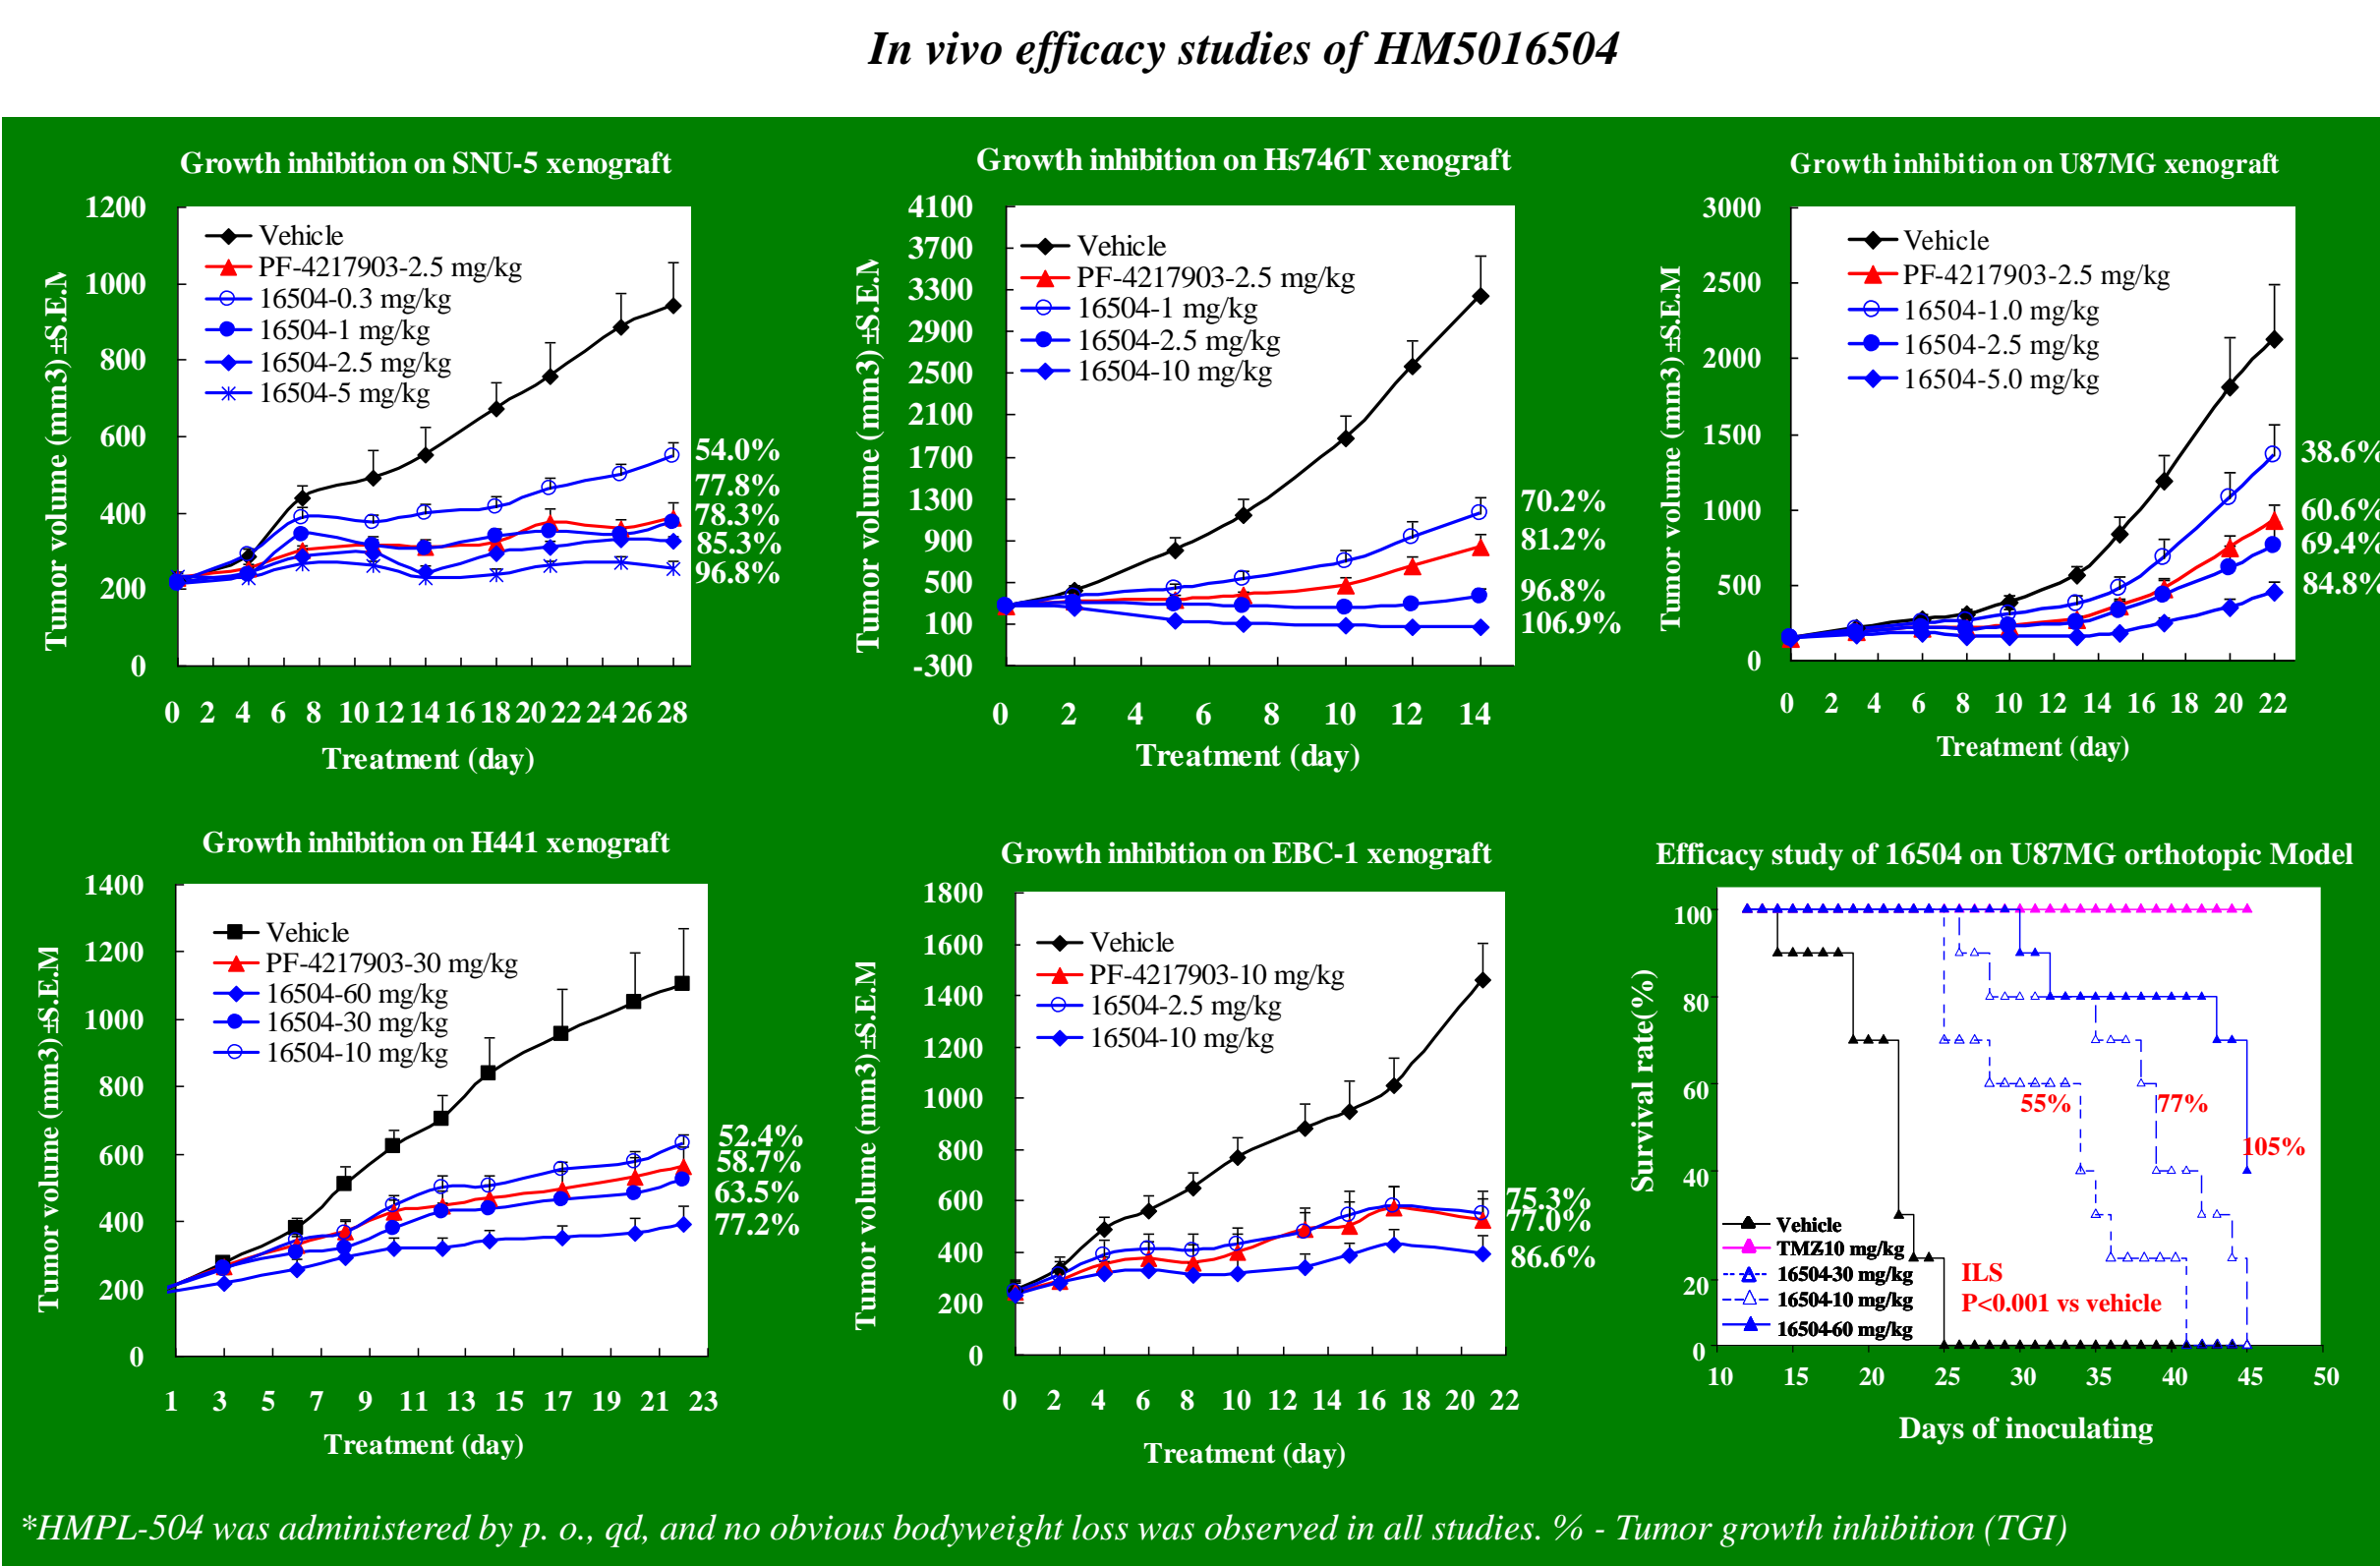 In vivo efficacy studies of HM5016504
Growth inhibition on SNU-5 xenograft
Tumor volume (mm3) ±S.E.M
1200
1000
800
600
400
200
0
Vehicle
PF-4217903-2.5 mg/kg
16504-0.3 mg/kg
16504-1 mg/kg
16504-2.5 mg/kg
16504-5 mg/kg
54.0%
77.8%
78.3%
85.3%
96.8%
0 2 4 6 8 10 12 14 16 18 20 22 24 26 28
Treatment (day)
Growth inhibition on Hs746T xenograft
Tumor volume (mm3) ±S.E.M
4100
3700
3300
2900
2500
2100
1700
1300
900
500
100
-300
Vehicle
PF-4217903-2.5 mg/kg
16504-1 mg/kg
16504-2.5 mg/kg
16504-10 mg/kg
70.2%
81.2%
96.8%
106.9%
0 2 4 6 8 10 12 14
Treatment (day)
Growth inhibition on U87MG xenograft
Tumor volume (mm3) ±S.E.M
3000
2500
2000
1500
1000
500
0
Vehicle
PF-4217903-2.5 mg/kg
16504-1.0 mg/kg
16504-2.5 mg/kg
16504-5.0 mg/kg
38.6%
60.6%
69.4%
84.8%
0 2 4 6 8 10 12 14 16 18 20 22
Treatment (day)
Growth inhibition on H441 xenograft
Tumor volume (mm3) ±S.E.M
1400
1200
1000
800
600
400
200
0
Vehicle
PF-4217903-30 mg/kg
16504-60 mg/kg
16504-30 mg/kg
16504-10 mg/kg
52.4%
58.7%
63.5%
77.2%
1 3 5 7 9 11 13 15 17 19 21 23
Treatment (day)
Growth inhibition on EBC-1 xenograft
Tumor volume (mm3) ±S.E.M
1800
1600
1400
1200
1000
800
600
400
200
0
Vehicle
PF-4217903-10 mg/kg
16504-2.5 mg/kg
16504-10 mg/kg
75.3%
77.0%
86.6%
0 2 4 6 8 10 12 14 16 18 20 22
Treatment (day)
Efficacy study of 16504 on U87MG orthotopic Model
Survival rate(%)
100
80
60
40
20
0
55%
77%
105%
Vehicle
TMZ-10 mg/kg
16504-30 mg/kg
16504-10 mg/kg
16504-60 mg/kg
ILS
P<0.001 vs vehicle
10 15 20 25 30 35 40 45 50
Days of inoculating
*HMPL-504 was administered by p. o., qd, and no obvious bodyweight loss was observed in all studies. % - Tumor growth inhibition (TGI)